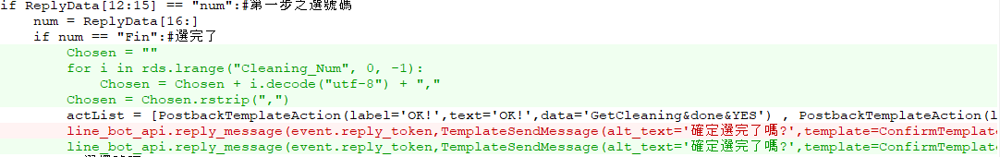 if ReplyData[12:15] == "num":#第一步之選號碼
num = ReplyData[16:]
if num == "Fin":#選完了
Chosen = ""
for i in rds.lrange("Cleaning_Num", 0, -1):
Chosen = Chosen + i.decode("utf-8") + ","
Chosen = Chosen.rstrip(",")
actList = [PostbackTemplateAction(label='OK!',text='OK!',data='GetCleaning&done&YES') , PostbackTemplateAction(l
line_bot_api.reply_message(event.reply_token,TemplateSendMessage(alt_text='確定選完了嗎?',template=ConfirmTemplate
line_bot_api.reply_message(event.reply_token,TemplateSendMessage(alt_text='確定選完了嗎?',template=ConfirmTemplate